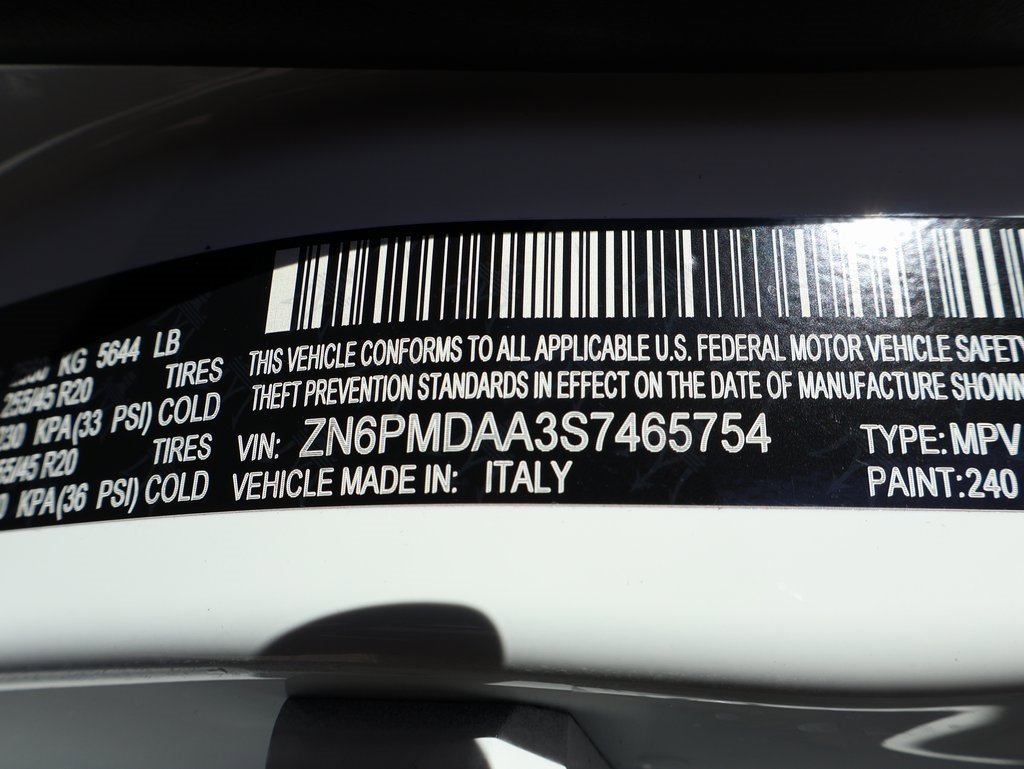 KG 5644 LB
255/45 R20 TIRES
KPA(33 PSI) COLD
R20 TIRES
KPA(36 PSI) COLD
THIS VEHICLE CONFORMS TO ALL APPLICABLE U.S. FEDERAL MOTOR VEHICLE SAFETY
THEFT PREVENTION STANDARDS IN EFFECT ON THE DATE OF MANUFACTURE SHOWN
VIN: ZN6PMDAA3S7465754 TYPE: MPV
VEHICLE MADE IN: ITALY PAINT:240